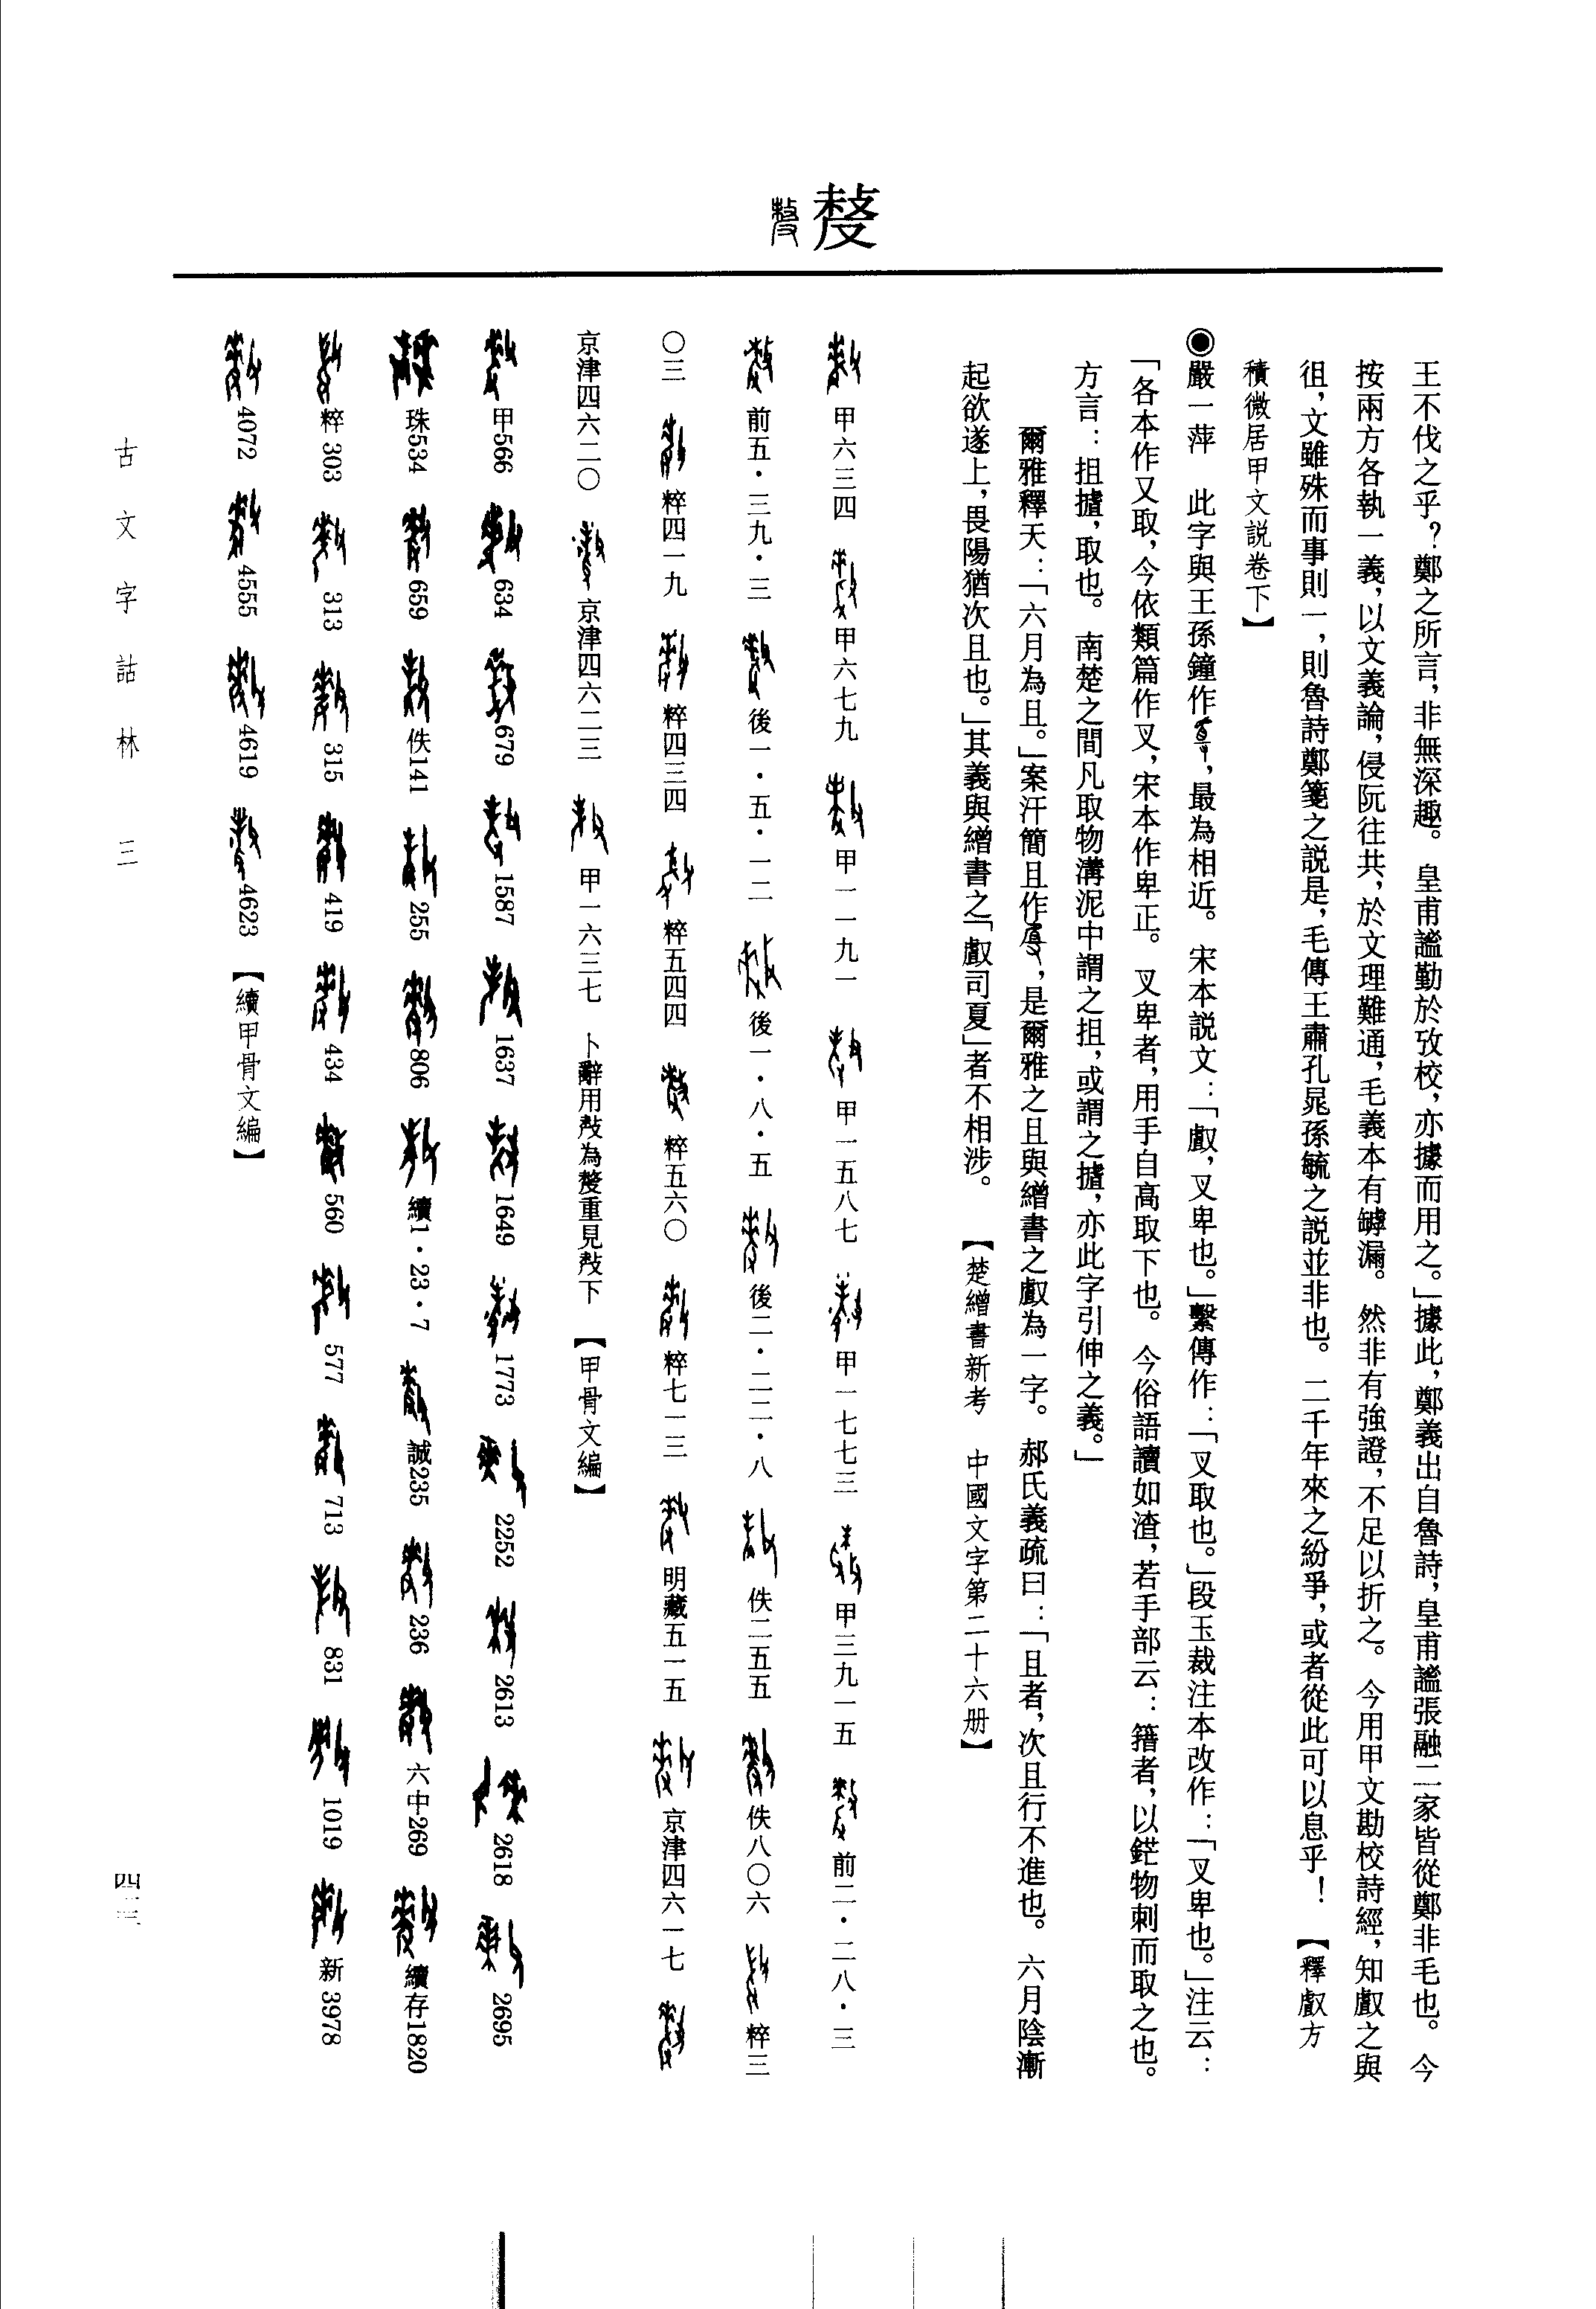 𠩺
王不伐之乎？鄭之所言，非無深趣。皇甫謐勤於攷校，亦據而用之。」據此，鄭義出自魯詩，皇甫謐張融二家皆從鄭非毛也。今
按兩方各執一義，以文義論，侵阮往共，於文理難通，毛義本有罅漏。然非有強證，不足以折之。今用甲文勘校詩經，知㪥之與
徂，文雖殊而事則一，則魯詩鄭箋之説是，毛傳王肅孔晁孫毓之説並非也。二千年來之紛爭，或者從此可以息乎！【釋㪥方
積微居甲文説卷下】
◉嚴一萍　此字與王孫鐘作，最為相近。宋本説文：「㪥，叉卑也。」繫傳作：「叉取也。」段玉裁注本改作：「叉卑也。」注云：
「各本作又取，今依類篇作叉，宋本作卑正。叉卑者，用手自高取下也。今俗語讀如渣，若手部云：籍者，以鋩物刺而取之也。
方言：抯摣，取也。南楚之間凡取物溝泥中謂之抯，或謂之摣，亦此字引伸之義。」
爾雅釋天：「六月為且。」案汗簡且作，是爾雅之且與繒書之㪥為一字。郝氏義疏曰：「且者，次且行不進也。六月陰漸
起欲遂上，畏陽猶次且也。」其義與繒書之「㪥司夏」者不相涉。【楚繒書新考　中國文字第二十六册】
甲六三四　甲六七九　甲一一九一　甲一五八七　甲一七七三　甲三九一五　前二・二八・三
前五・三九・三　後一・五・一二　後一・八・五　後二・二二・八　佚二五五　佚八〇六　粹三
〇三　粹四一九　粹四三四　粹五四四　粹五六〇　粹七一三　明藏五一五　京津四六一七
京津四六二〇　京津四六二三　甲一六三七　卜辭用𢻮為𠩺重見𢻮下　【甲骨文編】
甲566　634　679　1587　1637　1649　1773　2252　2613　2618　2695
珠534　659　佚141　255　806　續1・23・7　誠235　236　六中269　續存1820
粹303　313　315　419　434　560　577　713　831　1019　新3978
4072　4555　4619　4623　【續甲骨文編】
古文字詁林　三
四三三